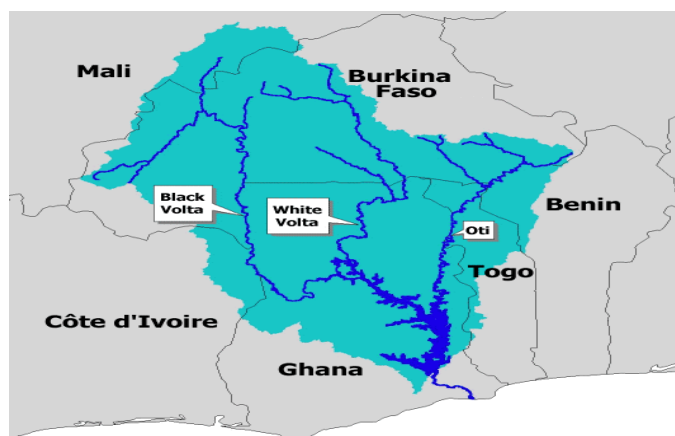 Mali
Burkina
Faso
Black
Volta
White
Volta
Benin
Oti
Togo
Côte d'Ivoire
Ghana